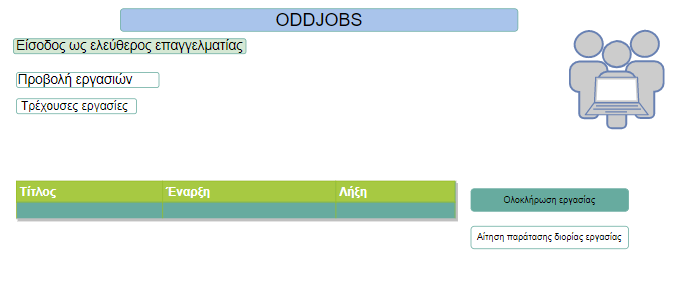 ODDJOBS
Είσοδος ως ελεύθερος επαγγελματίας
Προβολή εργασιών
Τρέχουσες εργασίες
Τίτλος Έναρξη Λήξη
Ολοκλήρωση εργασίας
Αίτηση παράτασης διορίας εργασίας